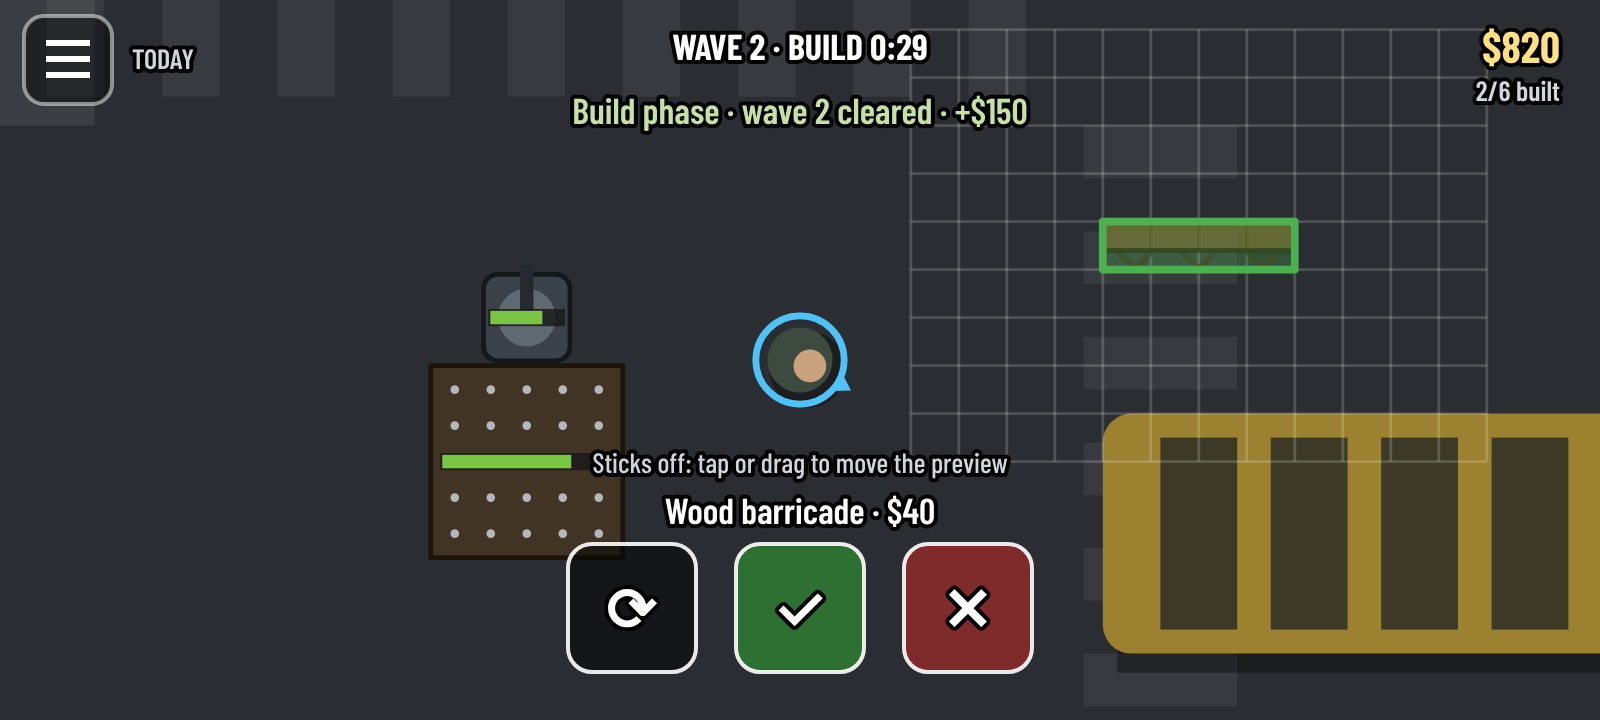 TODAY
WAVE 2 · BUILD 0:29
$820
2/6 built
Build phase · wave 2 cleared · +$150
Sticks off: tap or drag to move the preview
Wood barricade · $40